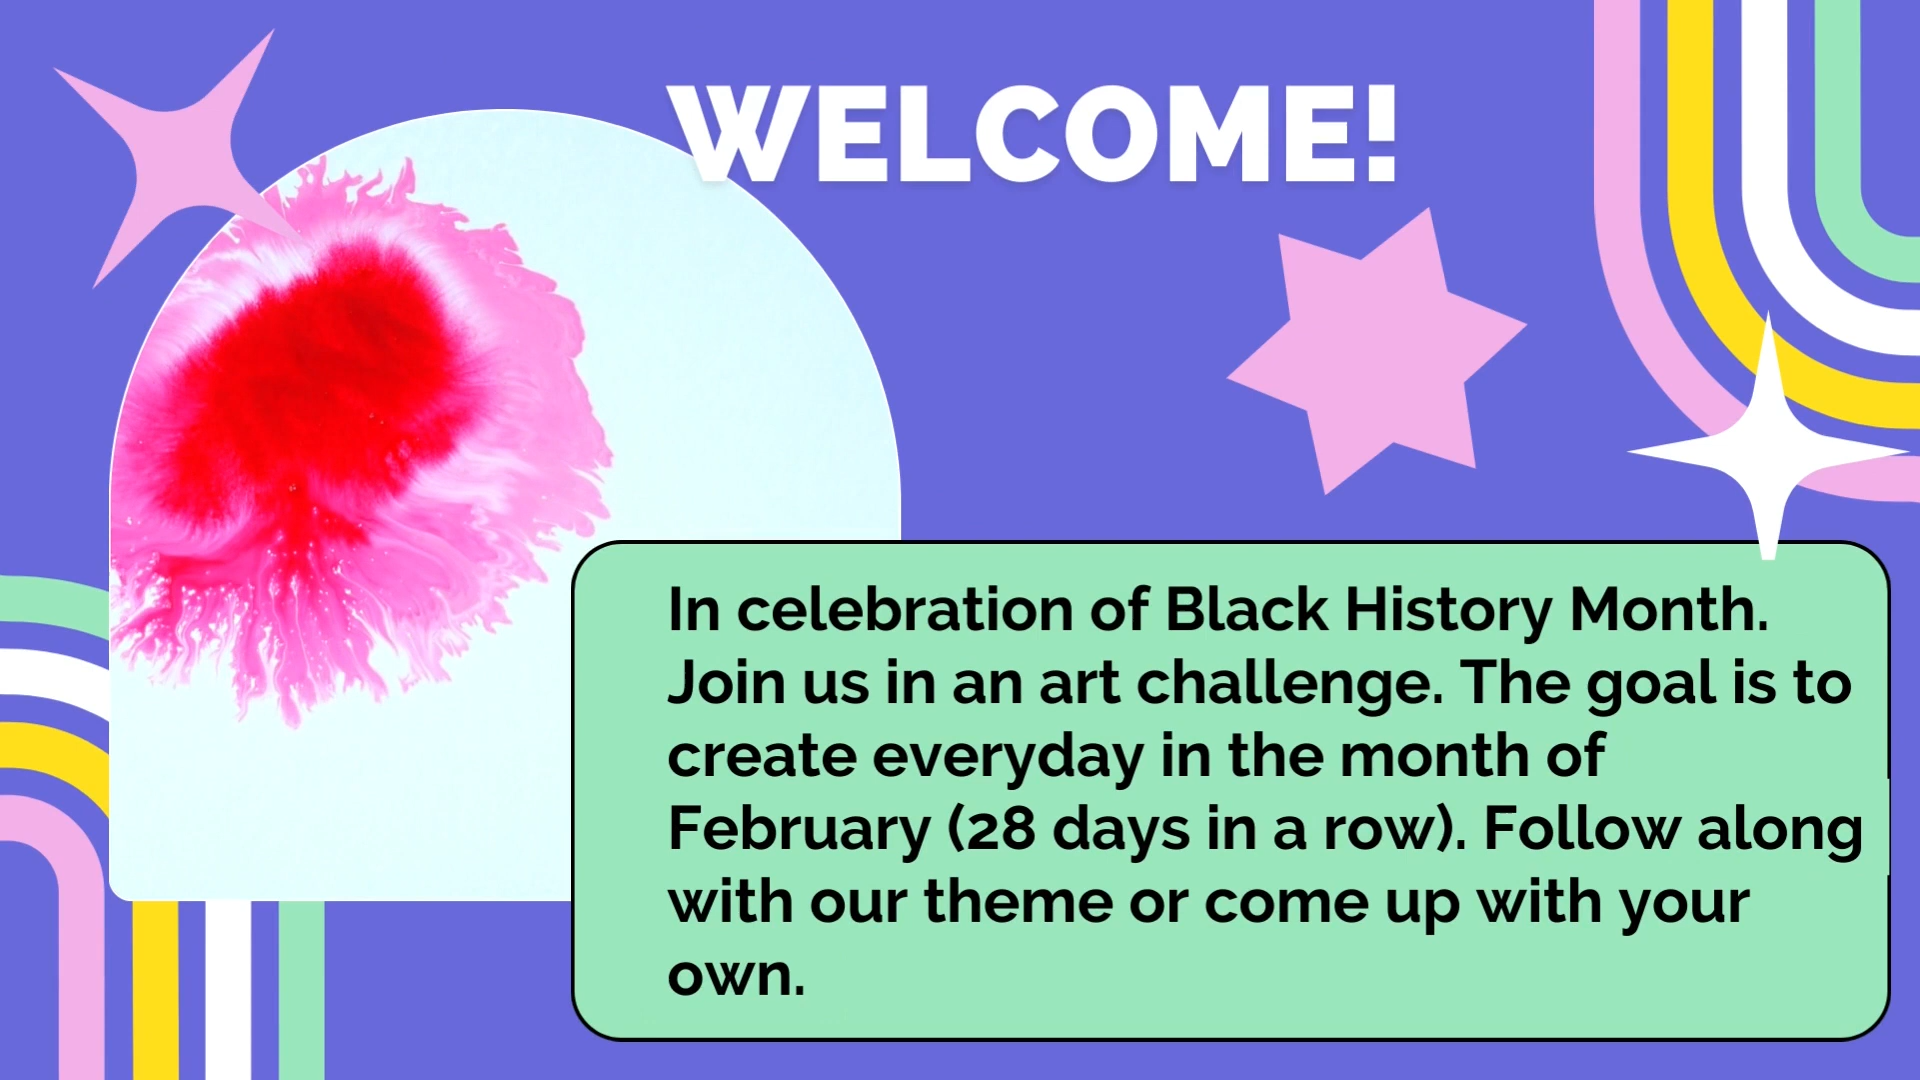 WELCOME!
In celebration of Black History Month.
Join us in an art challenge. The goal is to
create everyday in the month of
February (28 days in a row). Follow along
with our theme or come up with your
own.